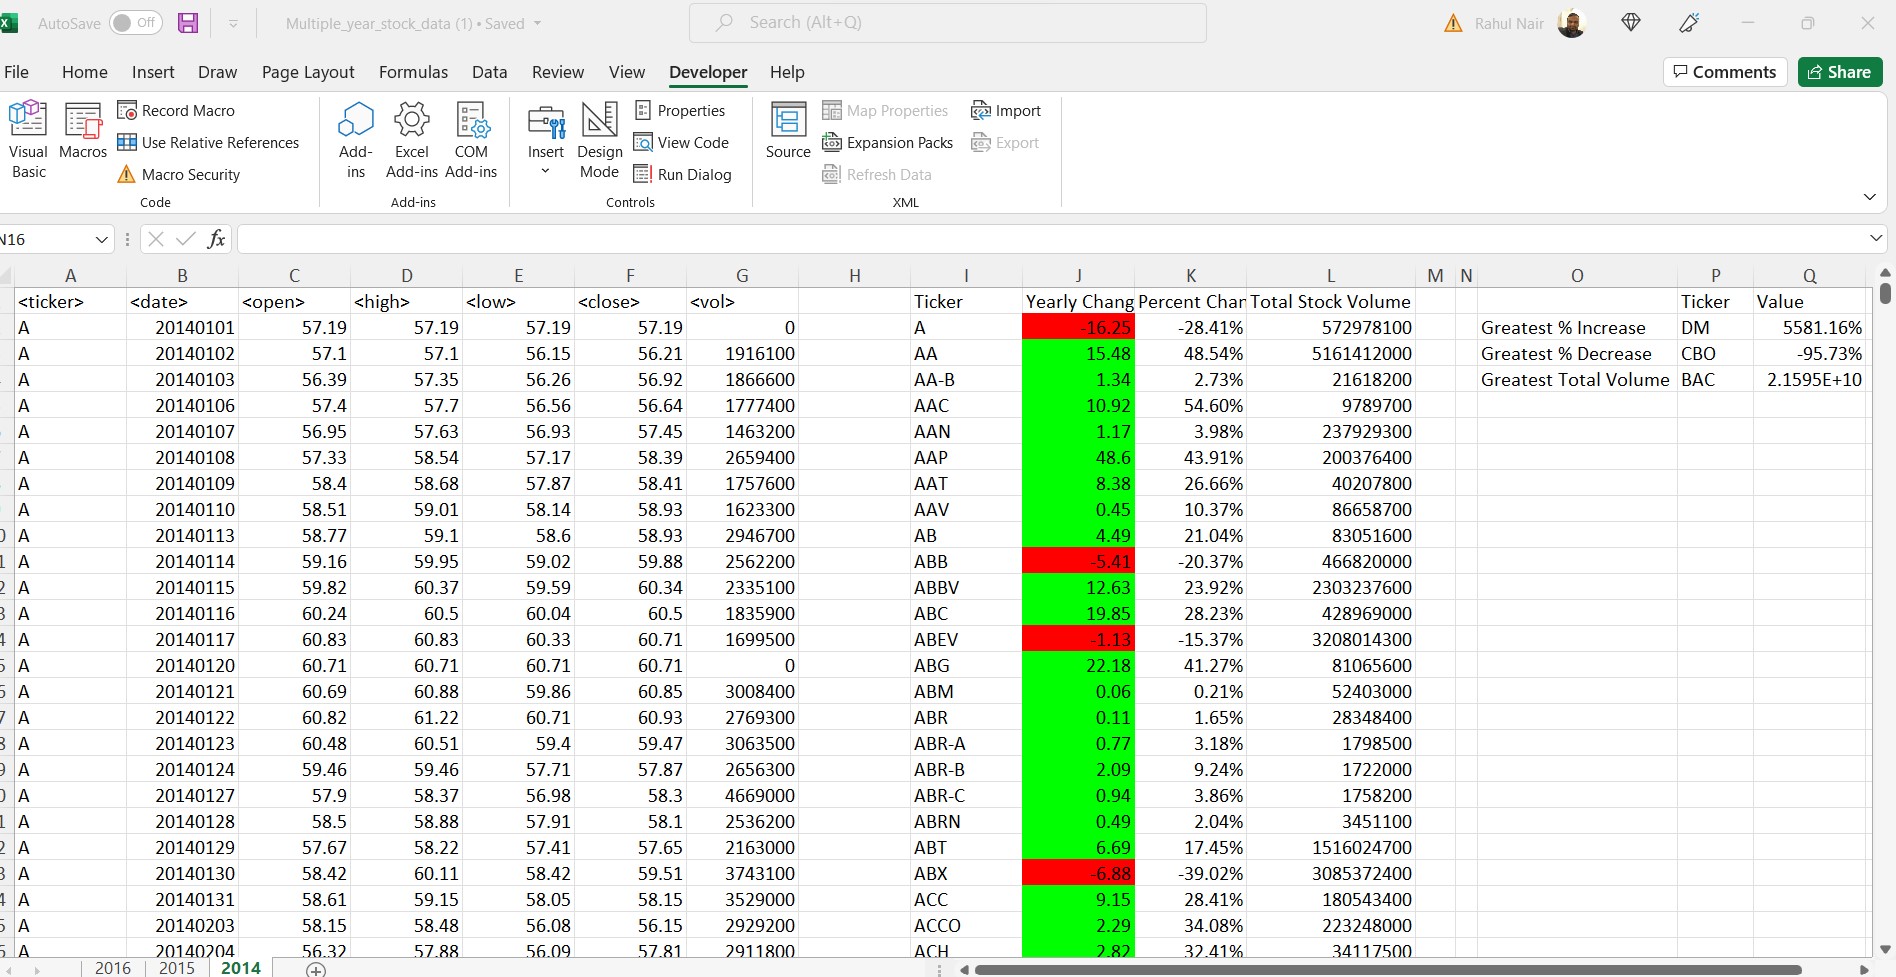 AutoSave Off Multiple_year_stock_data (1) • Saved Search (Alt+Q) Rahul Nair
File Home Insert Draw Page Layout Formulas Data Review View Developer Help Comments Share
Visual Basic Macros Record Macro Use Relative References Macro Security
Add-ins Excel Add-ins COM Add-ins
Insert Design Mode Properties View Code Run Dialog
Source Map Properties Expansion Packs Refresh Data Import Export
Code Add-ins Controls XML
N16 fx
A B C D E F G H I J K L M N O P Q
<ticker> <date> <open> <high> <low> <close> <vol> Ticker Yearly Chang Percent Char Total Stock Volume Ticker Value
A 20140101 57.19 57.19 57.19 57.19 0 A -16.25 -28.41% 572978100 Greatest % Increase DM 5581.16%
A 20140102 57.1 57.1 56.15 56.21 1916100 AA 15.48 48.54% 5161412000 Greatest % Decrease CBO -95.73%
A 20140103 56.39 57.35 56.26 56.92 1866600 AA-B 1.34 2.73% 21618200 Greatest Total Volume BAC 2.1595E+10
A 20140106 57.4 57.7 56.56 56.64 1777400 AAC 10.92 54.60% 9789700
A 20140107 56.95 57.63 56.93 57.45 1463200 AAN 1.17 3.98% 237929300
A 20140108 57.33 58.54 57.17 58.39 2659400 AAP 48.6 43.91% 200376400
A 20140109 58.4 58.68 57.87 58.41 1757600 AAT 8.38 26.66% 40207800
A 20140110 58.51 59.01 58.14 58.93 1623300 AAV 0.45 10.37% 86658700
A 20140113 58.77 59.1 58.6 58.93 2946700 AB 4.49 21.04% 83051600
A 20140114 59.16 59.95 59.02 59.88 2562200 ABB -5.41 -20.37% 466820000
A 20140115 59.82 60.37 59.59 60.34 2335100 ABBV 12.63 23.92% 2303237600
A 20140116 60.24 60.5 60.04 60.5 1835900 ABC 19.85 28.23% 428969000
A 20140117 60.83 60.83 60.33 60.71 1699500 ABEV -1.13 -15.37% 3208014300
A 20140120 60.71 60.71 60.71 60.71 0 ABG 22.18 41.27% 81065600
A 20140121 60.69 60.88 59.86 60.85 3008400 ABM 0.06 0.21% 52403000
A 20140122 60.82 61.22 60.71 60.93 2769300 ABR 0.11 1.65% 28348400
A 20140123 60.48 60.51 59.4 59.47 3063500 ABR-A 0.77 3.18% 1798500
A 20140124 59.46 59.46 57.71 57.87 2656300 ABR-B 2.09 9.24% 1722000
A 20140127 57.9 58.37 56.98 58.3 4669000 ABR-C 0.94 3.86% 1758200
A 20140128 58.5 58.88 57.91 58.1 2536200 ABRN 0.49 2.04% 3451100
A 20140129 57.67 58.22 57.41 57.65 2163000 ABT 6.69 17.45% 1516024700
A 20140130 58.42 60.11 58.42 59.51 3743100 ABX -6.88 -39.02% 3085372400
A 20140131 58.61 59.15 58.05 58.15 3529000 ACC 9.15 28.41% 180543400
A 20140203 58.15 58.48 56.08 56.15 2929200 ACCO 2.29 34.08% 223248000
A 20140204 56.32 57.88 56.09 57.81 2911800 ACH 2.82 32.41% 34117500
2016 2015 2014